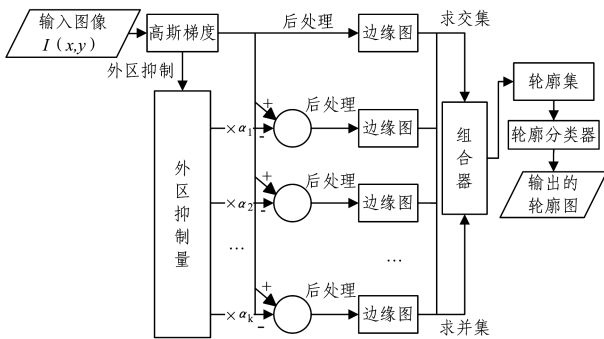 输入图像
I (x,y)
高斯梯度
后处理
边缘图
求交集
外区抑制
外区抑制量
×α₁
+
-
后处理
边缘图
×α₂
+
-
后处理
边缘图
…
…
×αk
+
-
后处理
边缘图
求并集
组合器
轮廓集
轮廓分类器
输出的
轮廓图